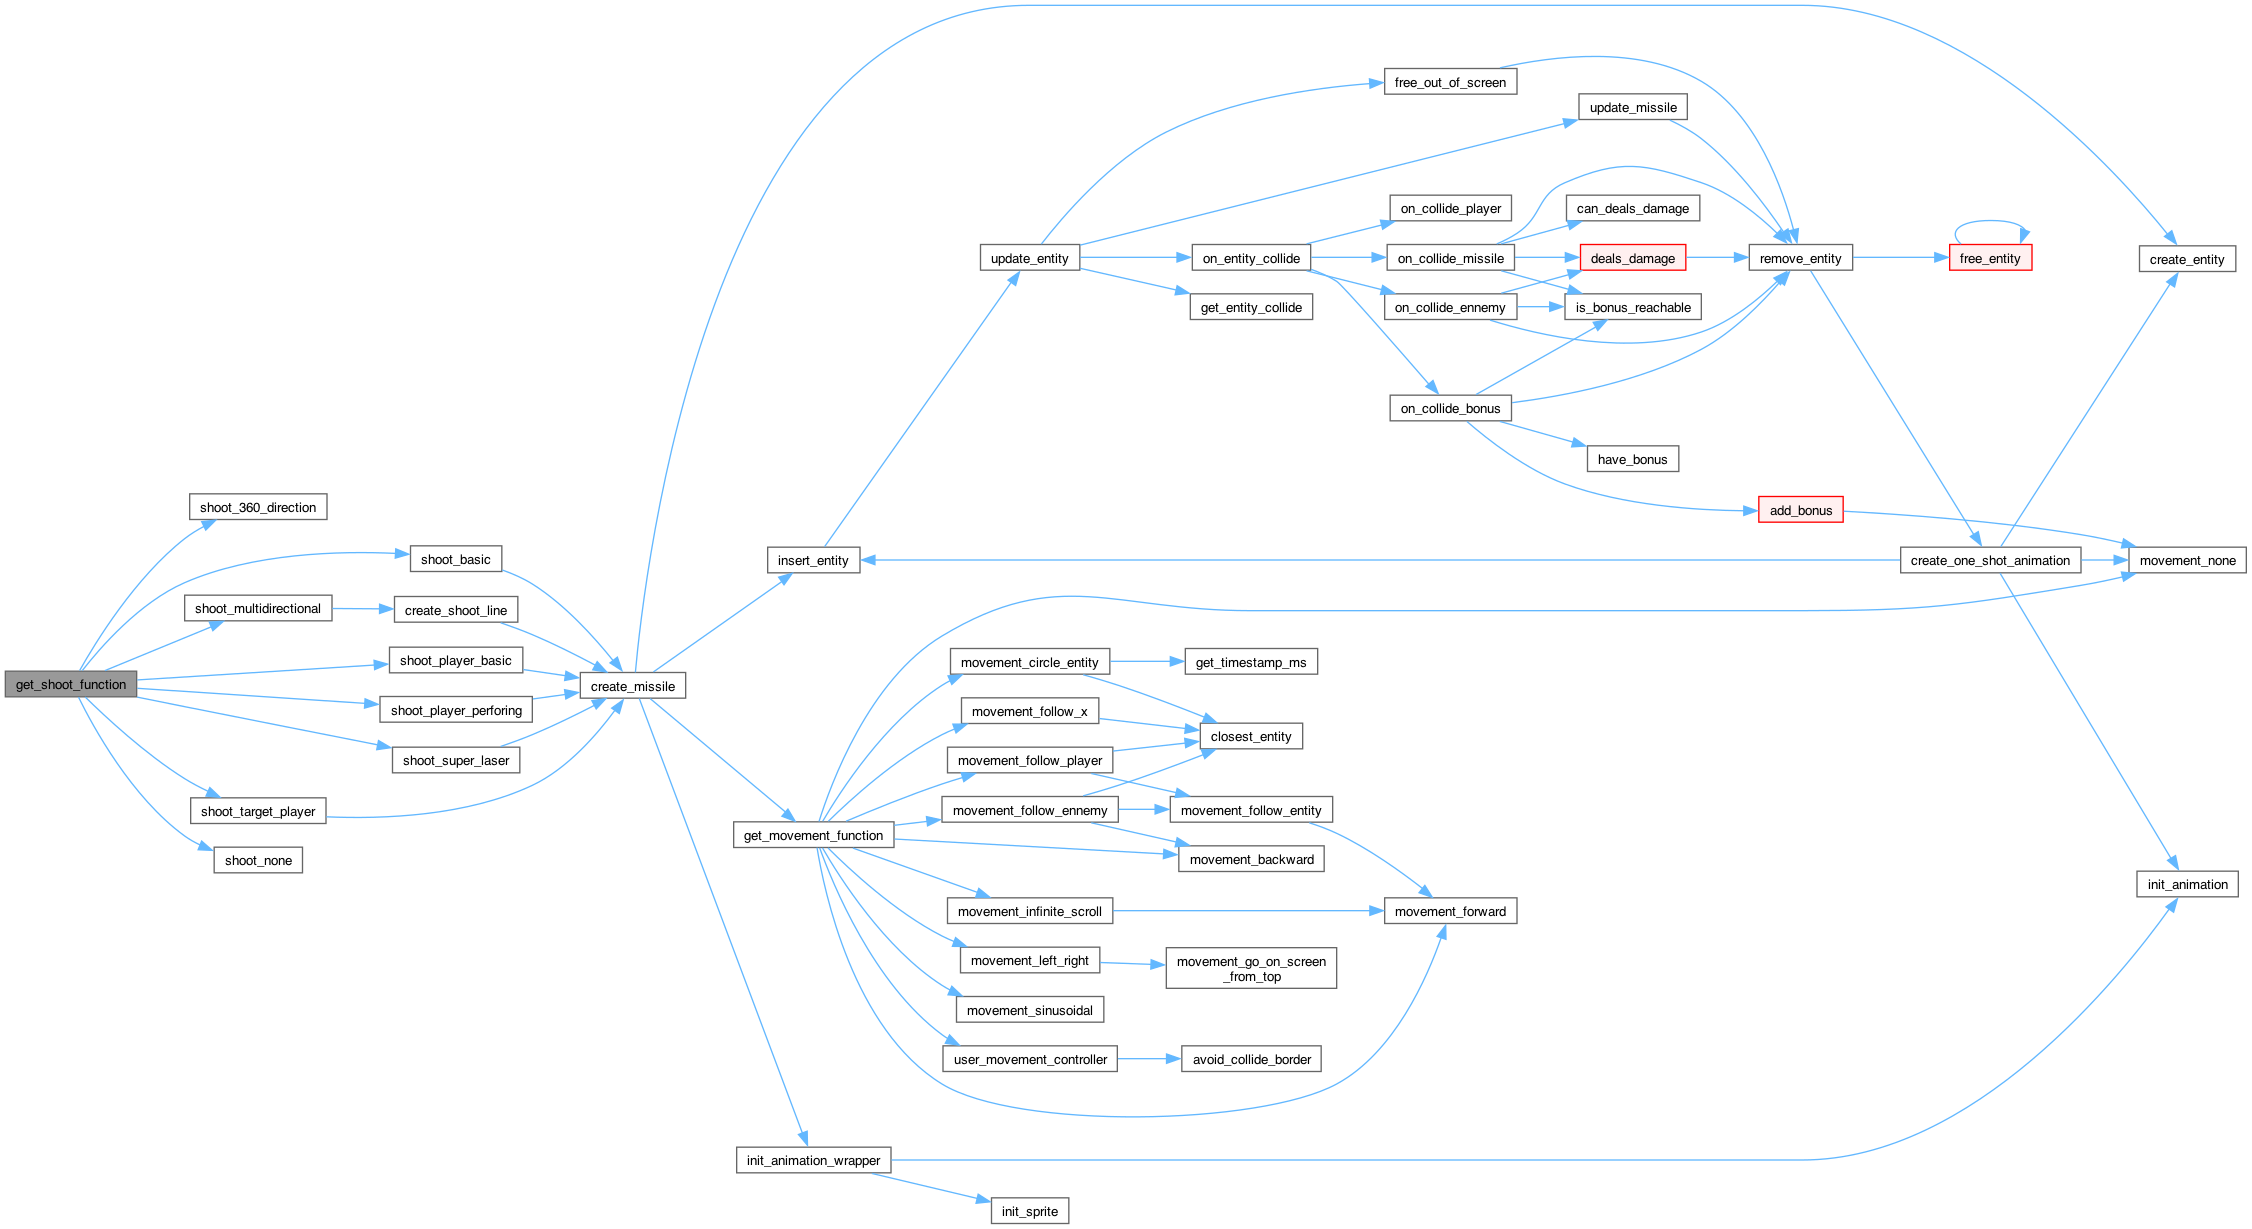 get_shoot_function
shoot_360_direction
shoot_basic
shoot_multidirectional
create_shoot_line
shoot_player_basic
shoot_player_perforing
shoot_super_laser
shoot_target_player
shoot_none
create_missile
insert_entity
get_movement_function
init_animation_wrapper
init_sprite
update_entity
free_out_of_screen
update_missile
on_entity_collide
get_entity_collide
on_collide_player
on_collide_missile
on_collide_ennemy
on_collide_bonus
can_deals_damage
deals_damage
is_bonus_reachable
have_bonus
add_bonus
remove_entity
free_entity
create_entity
create_one_shot_animation
movement_none
init_animation
movement_circle_entity
get_timestamp_ms
movement_follow_x
closest_entity
movement_follow_player
movement_follow_ennemy
movement_follow_entity
movement_backward
movement_infinite_scroll
movement_forward
movement_left_right
movement_go_on_screen
_from_top
movement_sinusoidal
user_movement_controller
avoid_collide_border